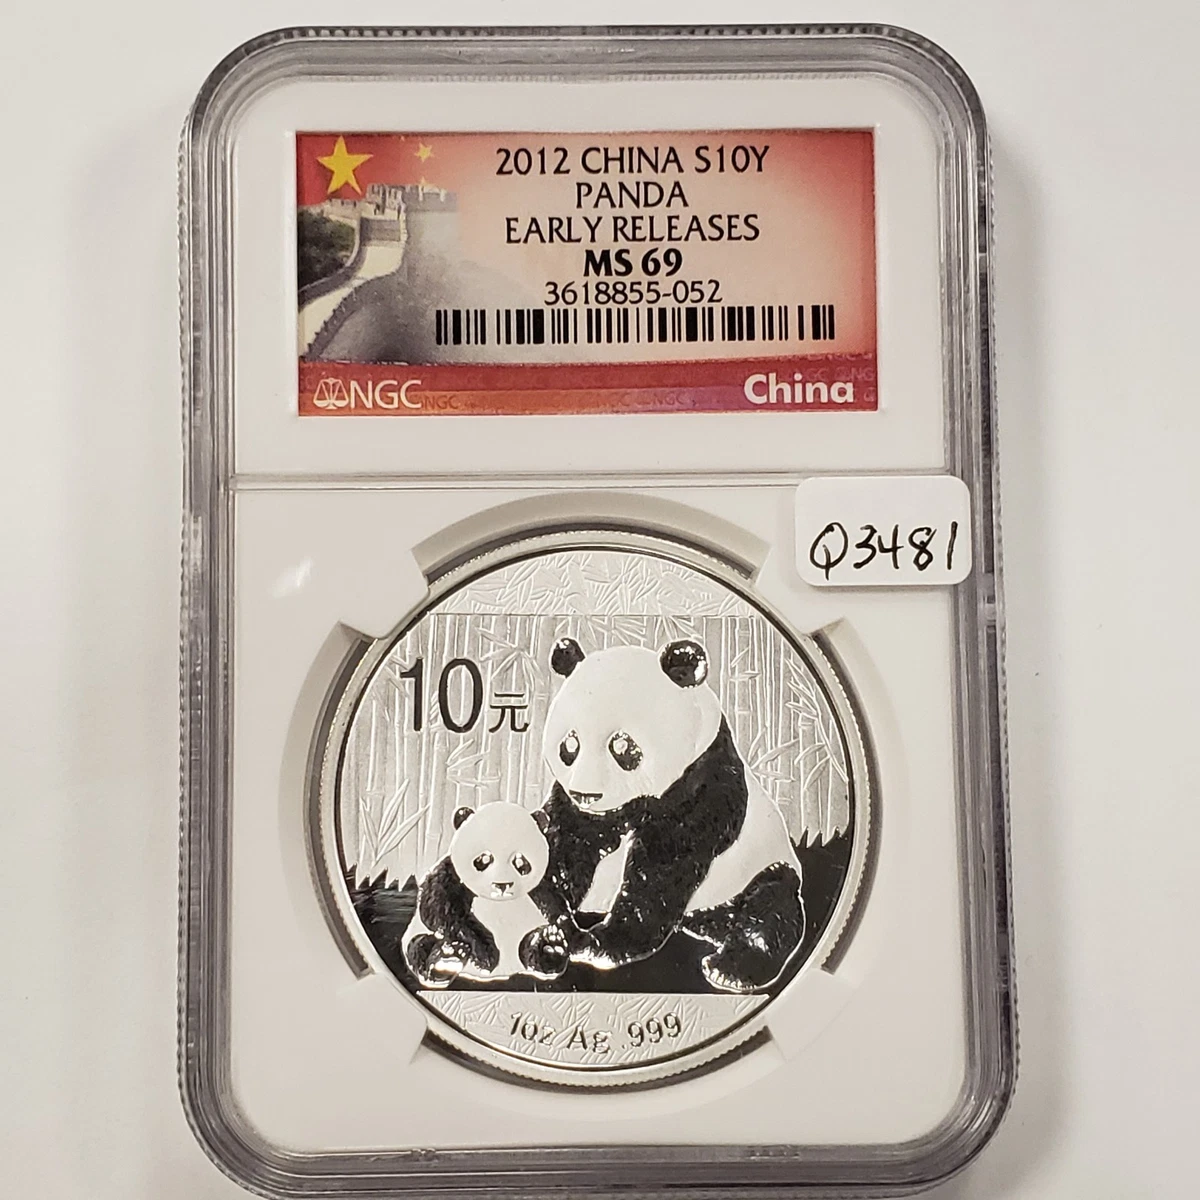 2012 CHINA S10Y
PANDA
EARLY RELEASES
MS 69
3618855-052
NGC
China
Q3481
10元
1oz Ag .999